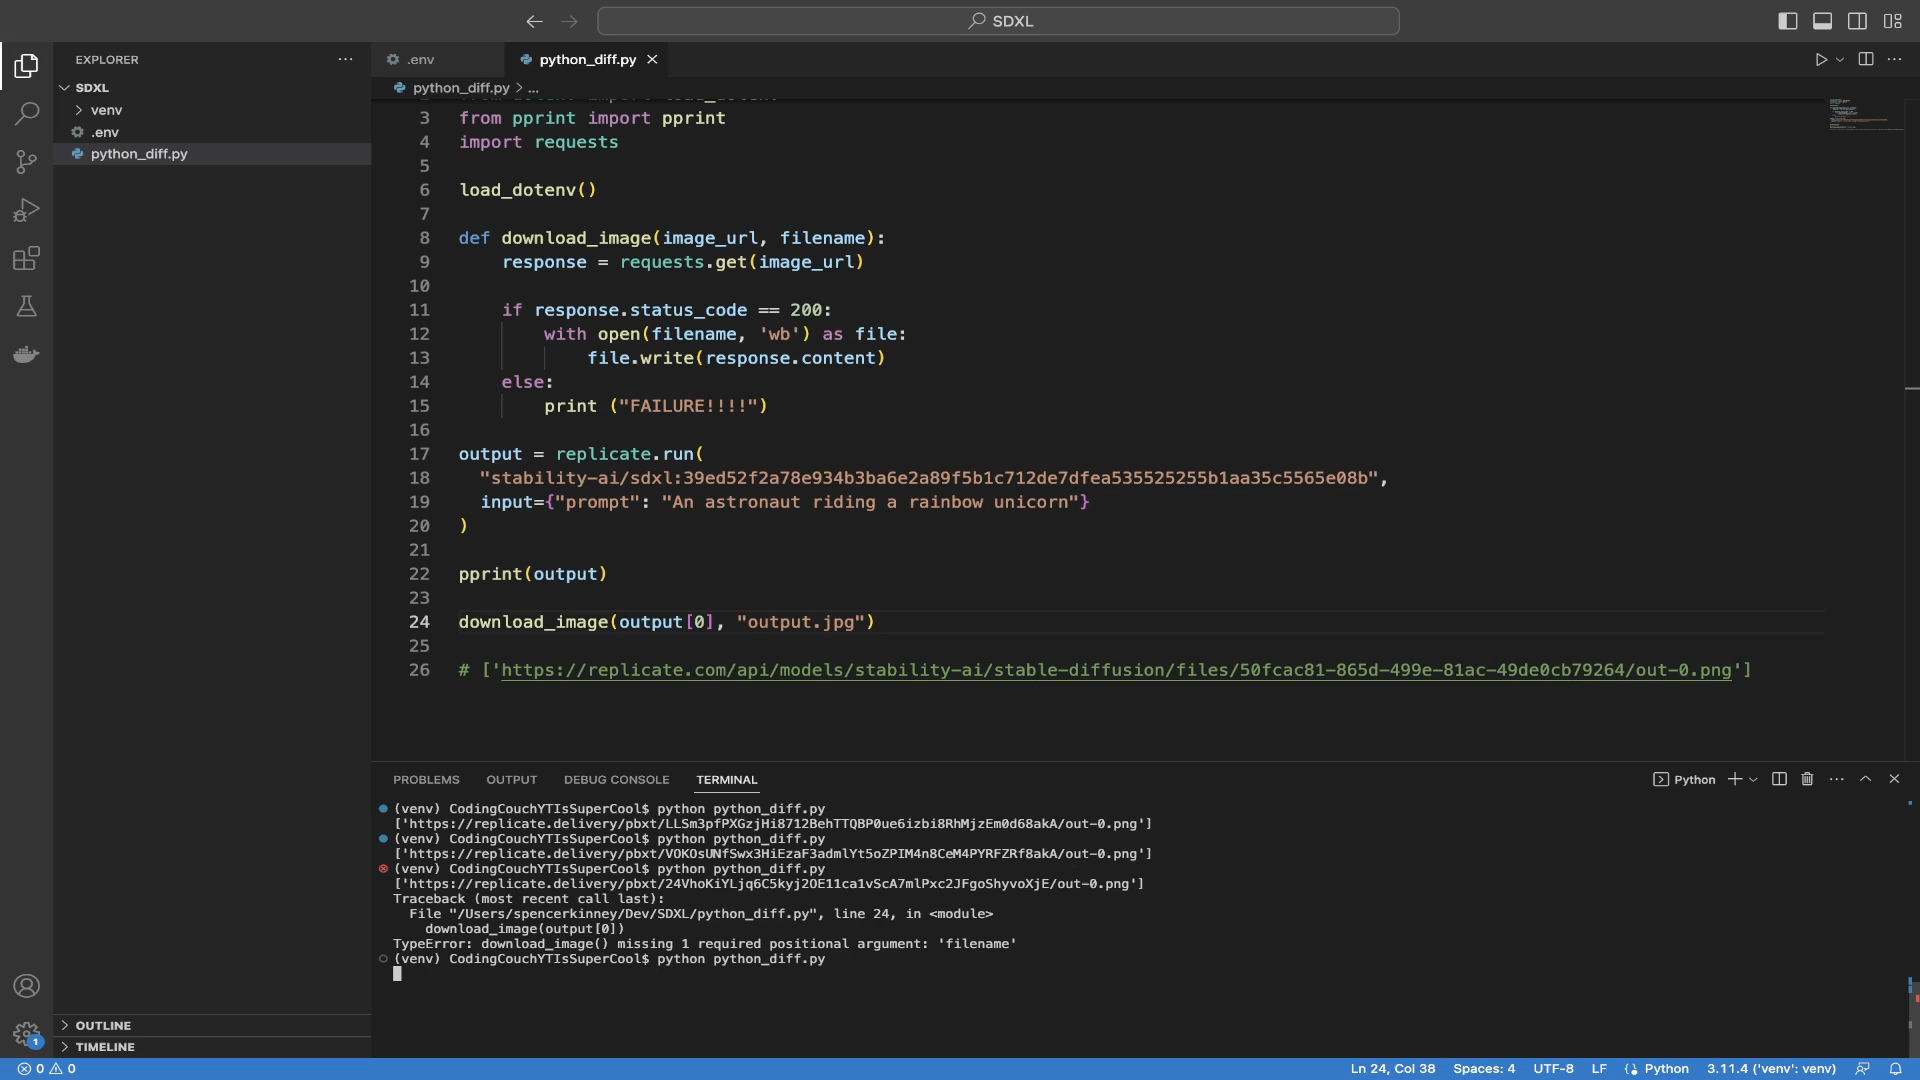 SDXL
EXPLORER
.env
python_diff.py
SDXL
venv
.env
python_diff.py
python_diff.py > ...
3 from pprint import pprint
4 import requests
5
6 load_dotenv()
7
8 def download_image(image_url, filename):
9 response = requests.get(image_url)
10
11 if response.status_code == 200:
12 with open(filename, 'wb') as file:
13 file.write(response.content)
14 else:
15 print ("FAILURE!!!!")
16
17 output = replicate.run(
18 "stability-ai/sdxl:39ed52f2a78e934b3ba6e2a89f5b1c712de7dfea535525255b1aa35c5565e08b",
19 input={"prompt": "An astronaut riding a rainbow unicorn"}
20 )
21
22 pprint(output)
23
24 download_image(output[0], "output.jpg")
25
26 # ['https://replicate.com/api/models/stability-ai/stable-diffusion/files/50fcac81-865d-499e-81ac-49de0cb79264/out-0.png']
PROBLEMS OUTPUT DEBUG CONSOLE TERMINAL
Python
(venv) CodingCouchYTIsSuperCool$ python python_diff.py
['https://replicate.delivery/pbxt/LLSm3pfPXGzjHi8712BehTTQBP0ue6izbi8RhMjzEm0d68akA/out-0.png']
(venv) CodingCouchYTIsSuperCool$ python python_diff.py
['https://replicate.delivery/pbxt/VOKOsUNfSwx3HiEzaF3admlYt5oZPIM4n8CeM4PYRFZRf8akA/out-0.png']
(venv) CodingCouchYTIsSuperCool$ python python_diff.py
['https://replicate.delivery/pbxt/24VhoKiYLjq6C5kyj2OE11ca1vScA7mlPxc2JFgoShyvoXjE/out-0.png']
Traceback (most recent call last):
File "/Users/spencerkinney/Dev/SDXL/python_diff.py", line 24, in <module>
download_image(output[0])
TypeError: download_image() missing 1 required positional argument: 'filename'
(venv) CodingCouchYTIsSuperCool$ python python_diff.py
OUTLINE
TIMELINE
1
0 0
Ln 24, Col 38 Spaces: 4 UTF-8 LF Python 3.11.4 ('venv': venv)